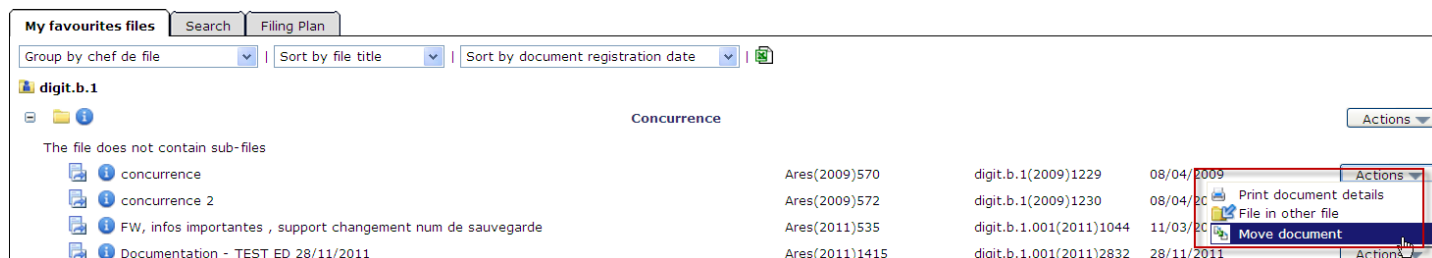 My favourites files Search Filing Plan
Group by chef de file | Sort by file title | Sort by document registration date |
digit.b.1
Concurrence Actions
The file does not contain sub-files
concurrence Ares(2009)570 digit.b.1(2009)1229 08/04/2009 Actions
Print document details
concurrence 2 Ares(2009)572 digit.b.1(2009)1230
File in other file
FW, infos importantes , support changement num de sauvegarde Ares(2011)535 digit.b.1.001(2011)1044
Move document
Documentation - TEST ED 28/11/2011 Ares(2011)1415 digit.b.1.001(2011)2832 28/11/2011 Actions